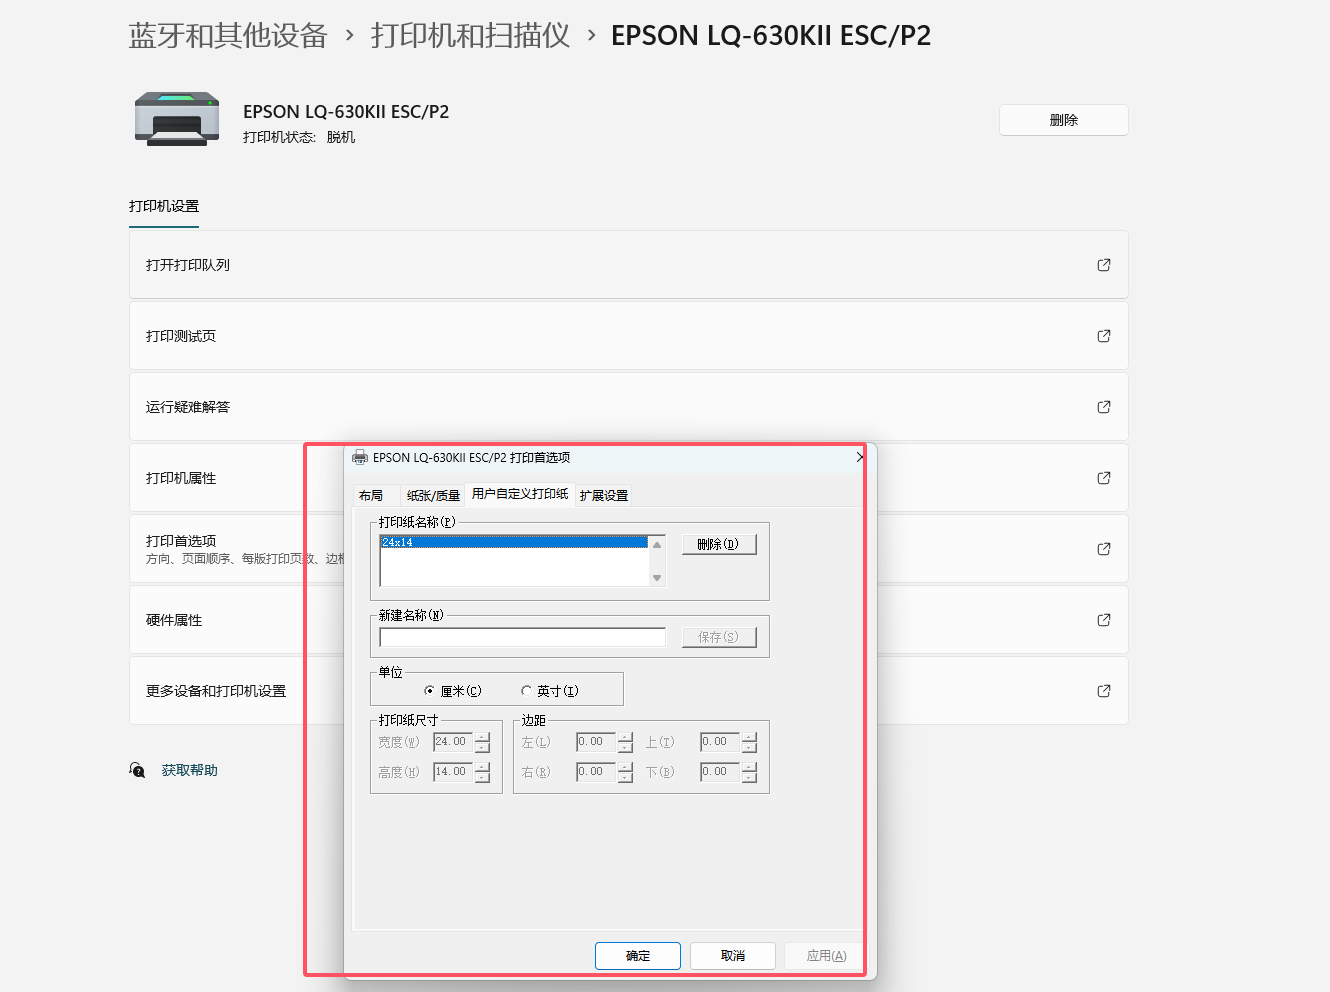 蓝牙和其他设备 › 打印机和扫描仪 › EPSON LQ-630KII ESC/P2
EPSON LQ-630KII ESC/P2
打印机状态: 脱机
删除
打印机设置
打开打印队列
打印测试页
运行疑难解答
打印机属性
打印首选项
方向、页面顺序、每版打印页数、边框
硬件属性
更多设备和打印机设置
获取帮助
EPSON LQ-630KII ESC/P2 打印首选项
布局 纸张/质量 用户自定义打印纸 扩展设置
打印纸名称(P)
24x14
删除(D)
新建名称(N)
保存(S)
单位
厘米(C) 英寸(I)
打印纸尺寸 边距
宽度(W) 24.00 左(L) 0.00 上(T) 0.00
高度(H) 14.00 右(R) 0.00 下(B) 0.00
确定 取消 应用(A)